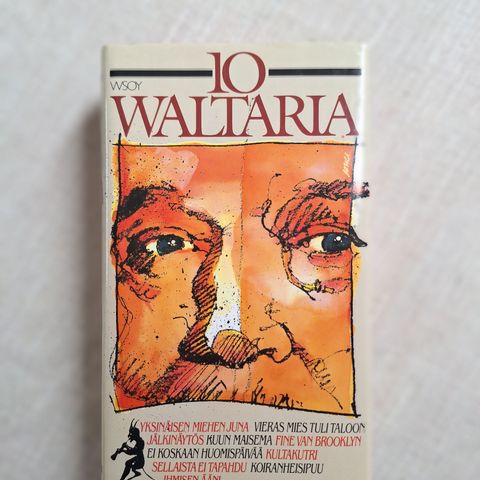 10
WSOY
WALTARIA
YKSINÄISEN MIEHEN JUNA VIERAS MIES TULI TALOON
JÄLKINÄYTÖS KUUN MAISEMA FINE VAN BROOKLYN
EI KOSKAAN HUOMISPÄIVÄÄ KULTAKUTRI
SELLAISTA EI TAPAHDU KOIRANHEISIPUU
IHMISEN ÄÄNI